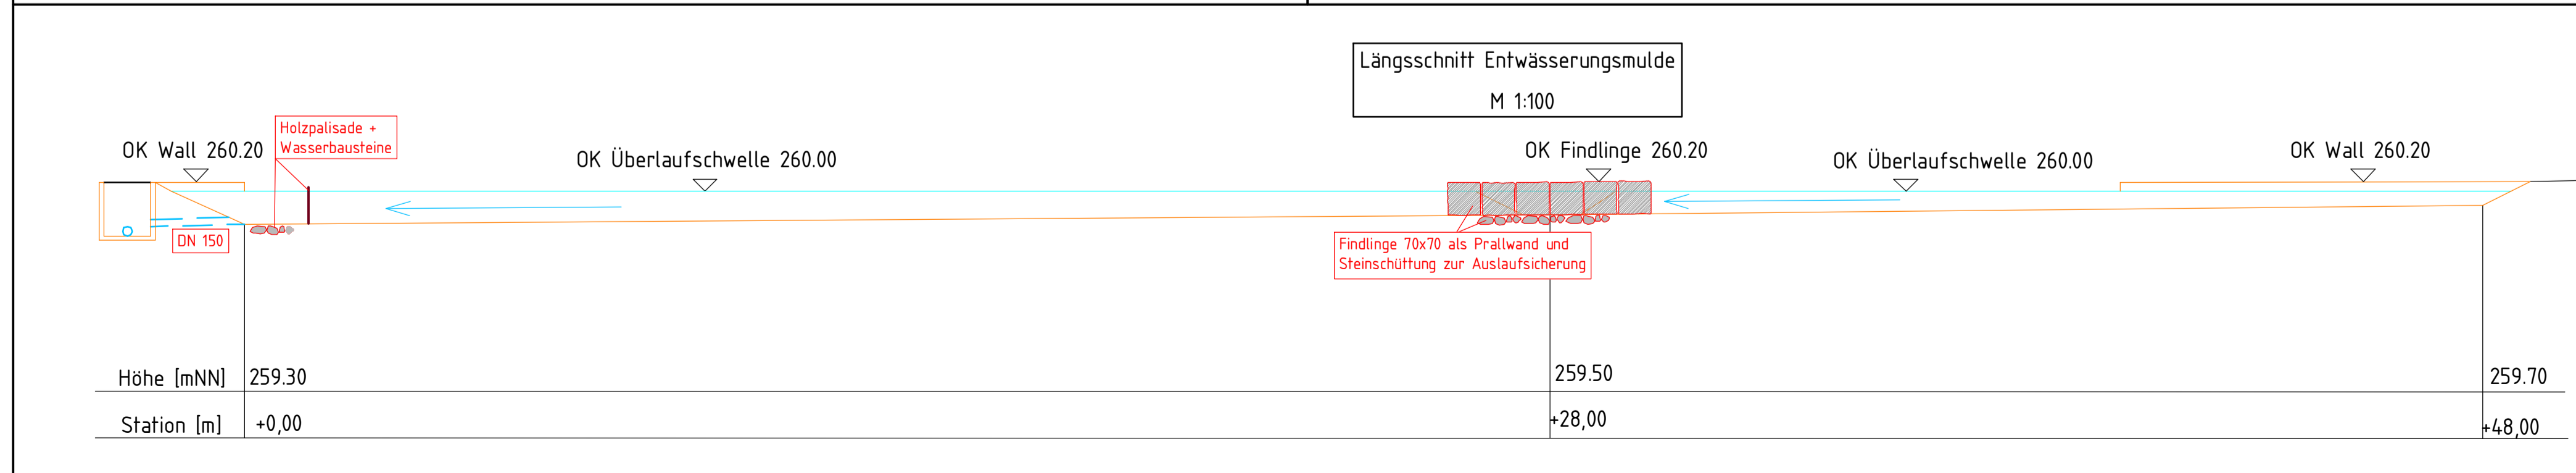 Längsschnitt Entwässerungsmulde
M 1:100
Holzpalisade +
Wasserbausteine
OK Wall 260.20
OK Überlaufschwelle 260.00
OK Findlinge 260.20
OK Überlaufschwelle 260.00
OK Wall 260.20
DN 150
Findlinge 70x70 als Prallwand und
Steinschüttung zur Auslaufsicherung
Höhe [mNN] 259.30 259.50 259.70
Station [m] +0,00 +28,00 +48,00